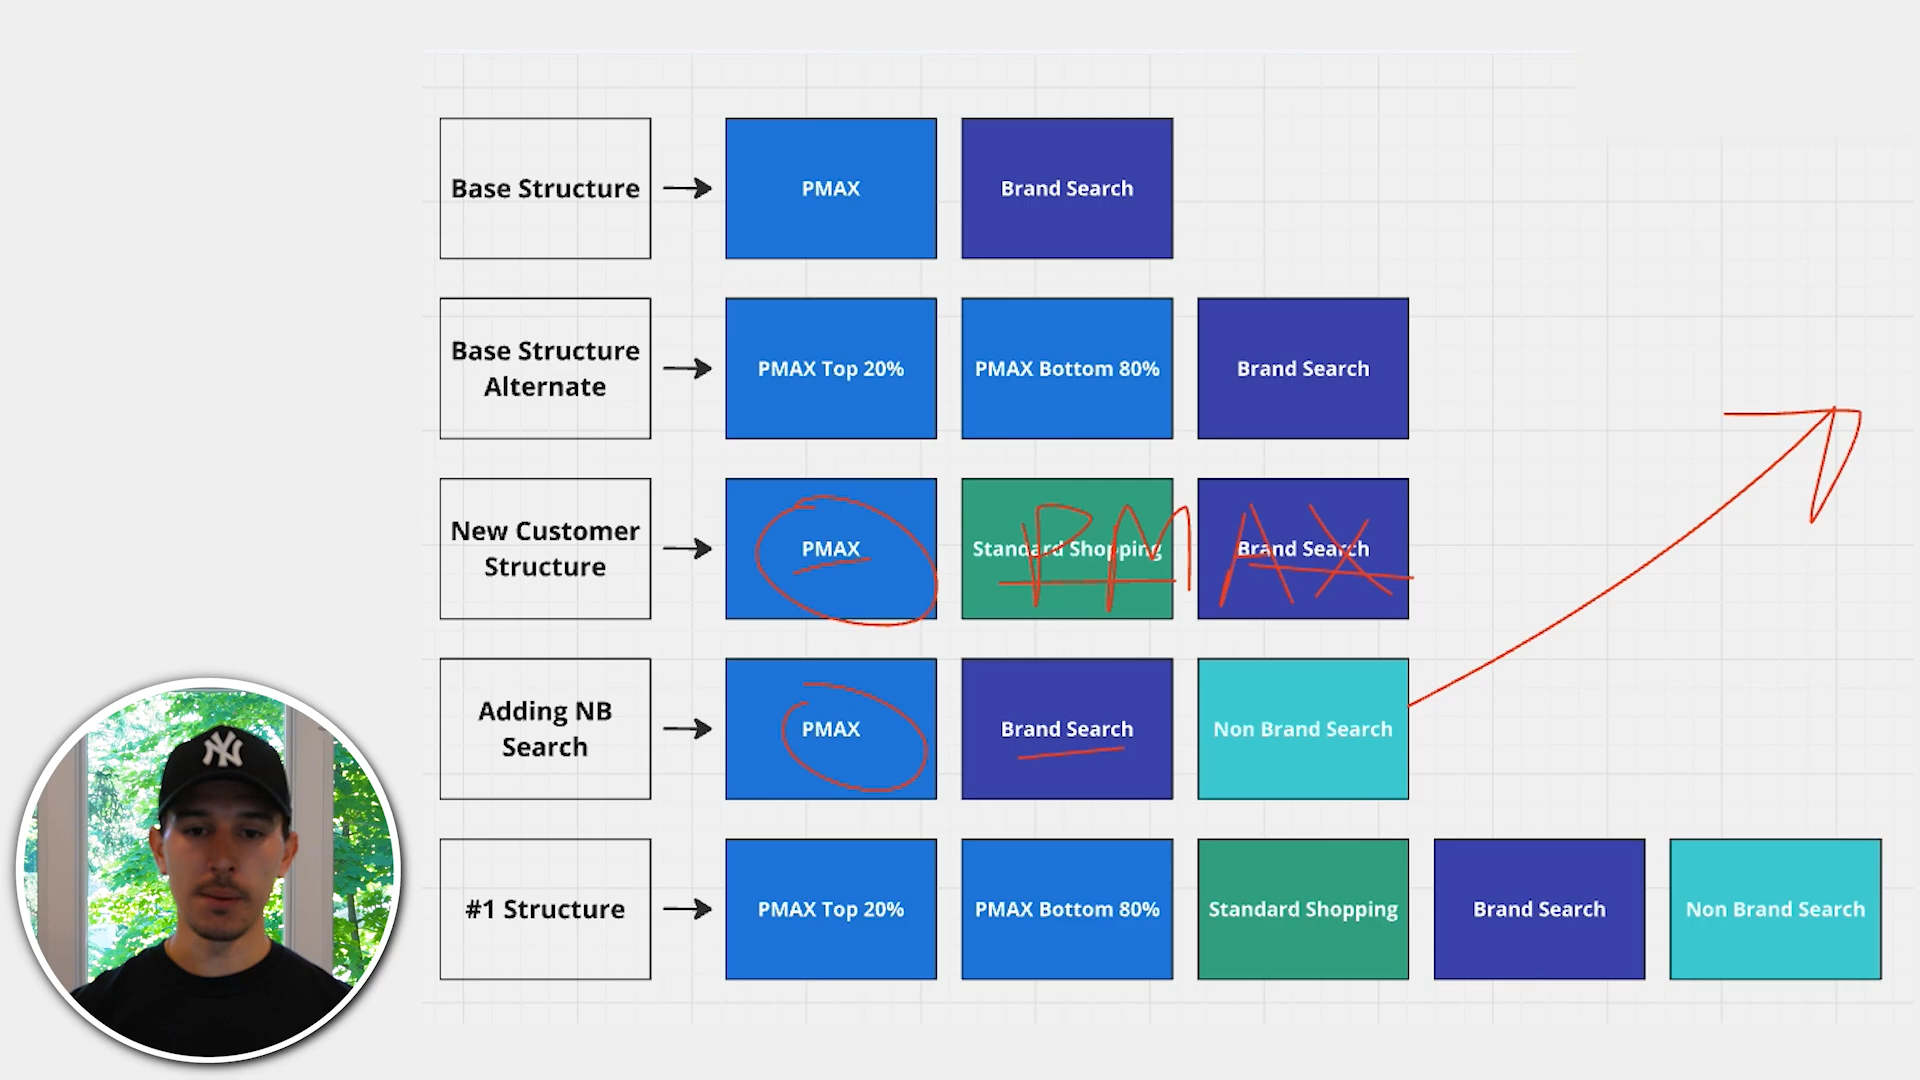 Base Structure
PMAX
Brand Search
Base Structure
Alternate
PMAX Top 20%
PMAX Bottom 80%
Brand Search
New Customer
Structure
PMAX
Standard Shopping
Brand Search
PMAX
Adding NB
Search
PMAX
Brand Search
Non Brand Search
#1 Structure
PMAX Top 20%
PMAX Bottom 80%
Standard Shopping
Brand Search
Non Brand Search
NY